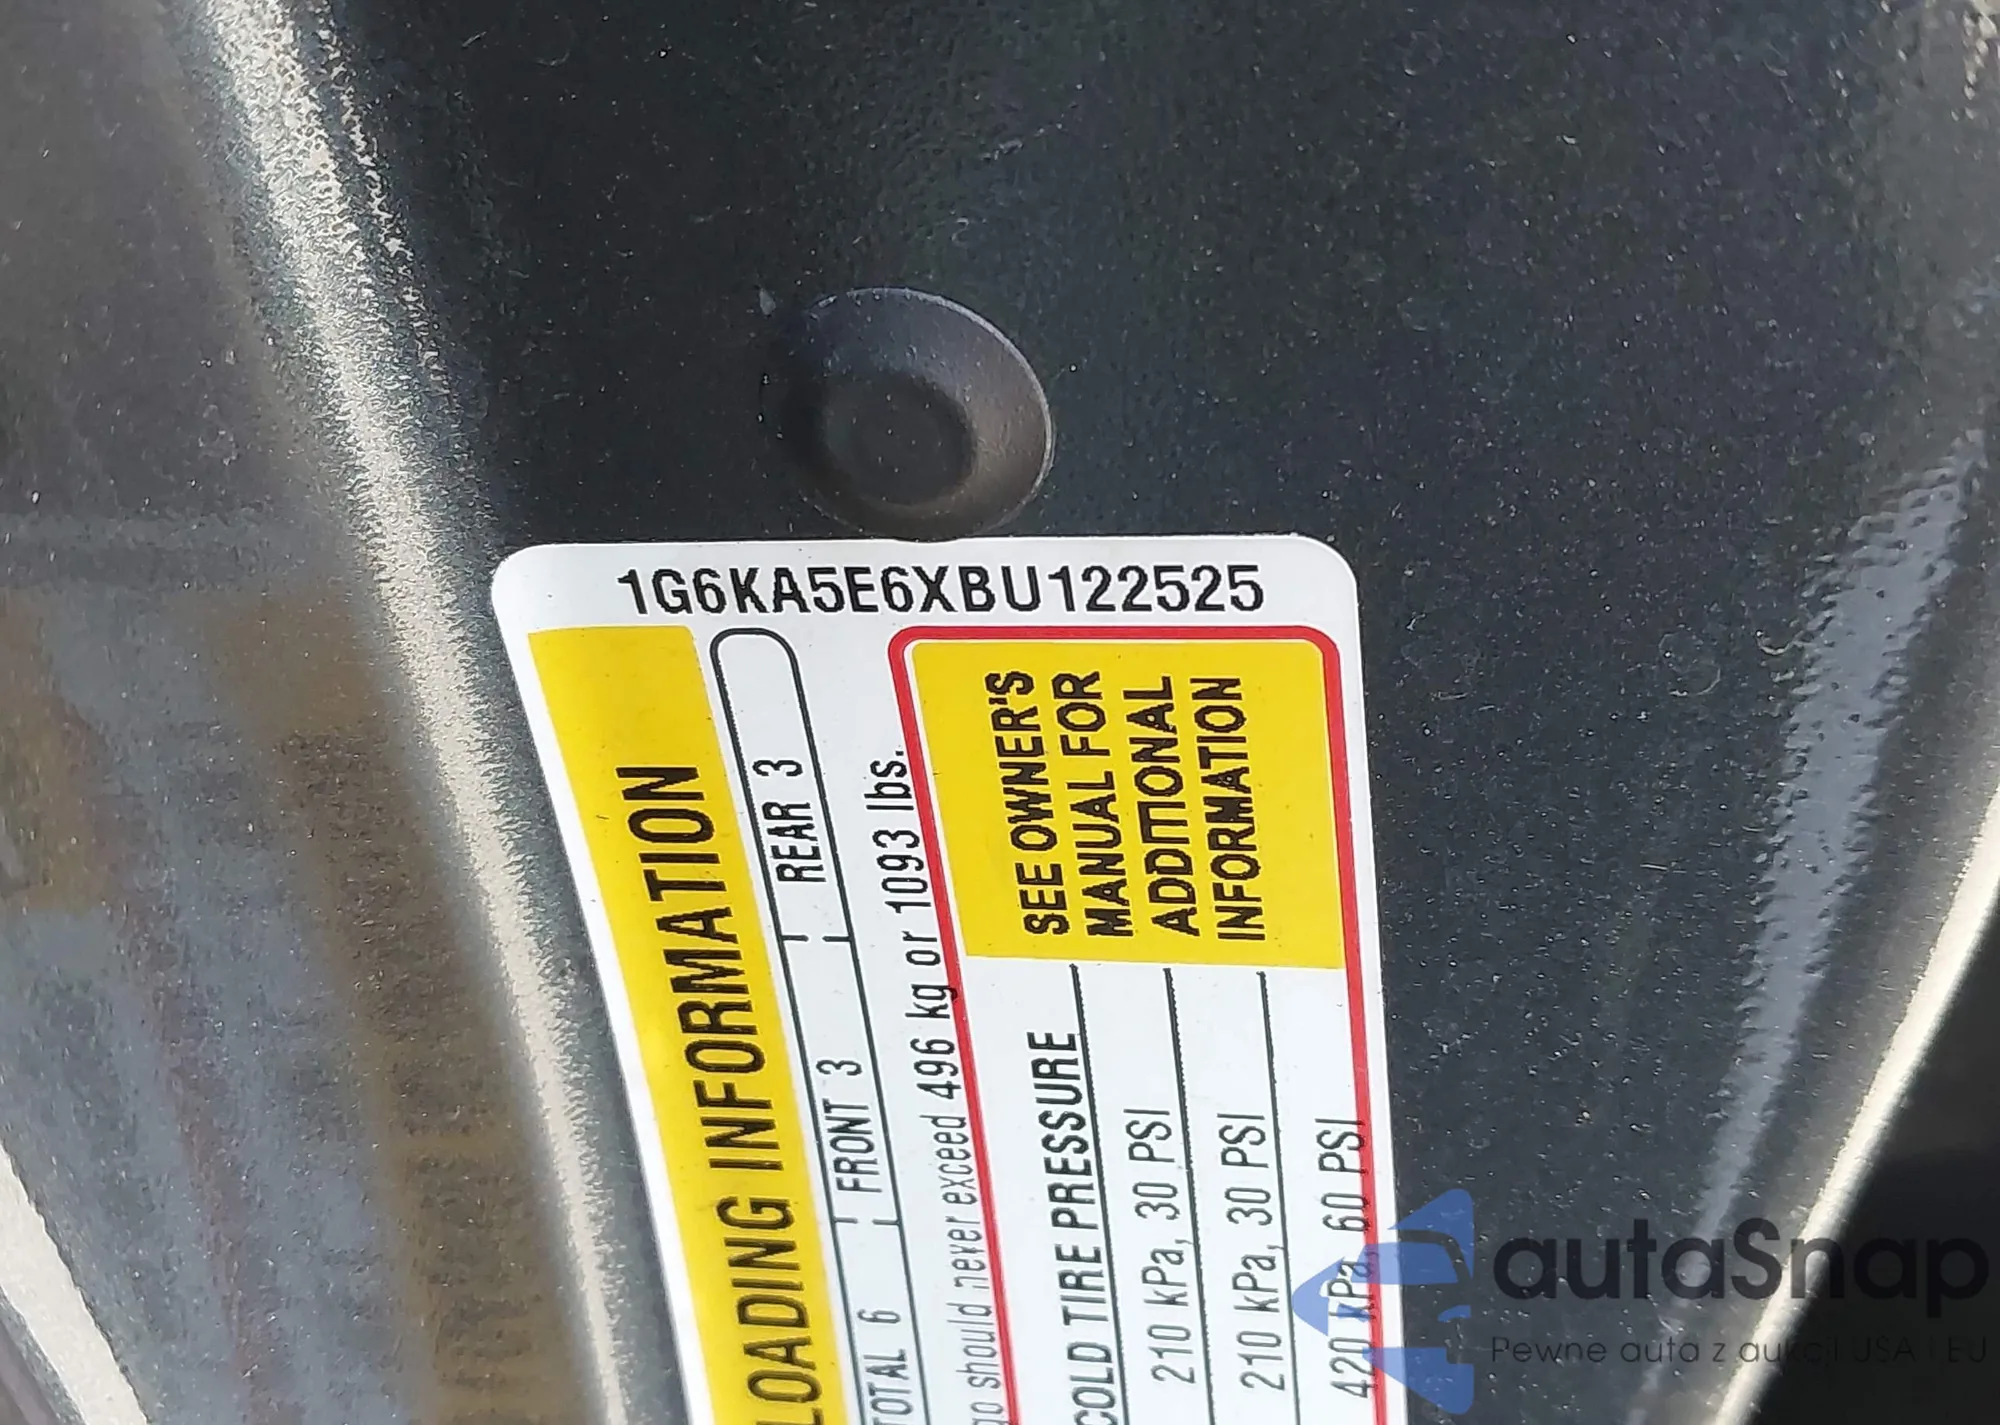 1G6KA5E6XBU122525
LOADING INFORMATION
TOTAL 6 FRONT 3 REAR 3
go should never exceed 496 kg or 1093 lbs.
COLD TIRE PRESSURE
210 kPa, 30 PSI
210 kPa, 30 PSI
420 kPa, 60 PSI
SEE OWNER'S
MANUAL FOR
ADDITIONAL
INFORMATION
autaSnap
Pewne auta z aukcji USA i EU